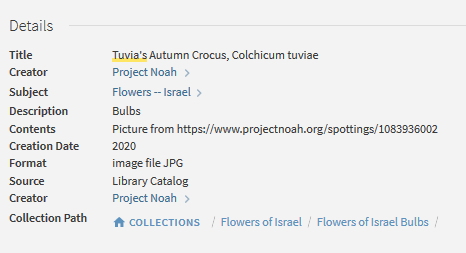 Details
Title Tuvia's Autumn Crocus, Colchicum tuviae
Creator Project Noah
Subject Flowers -- Israel
Description Bulbs
Contents Picture from https://www.projectnoah.org/spottings/1083936002
Creation Date 2020
Format image file JPG
Source Library Catalog
Creator Project Noah
Collection Path COLLECTIONS / Flowers of Israel / Flowers of Israel Bulbs /